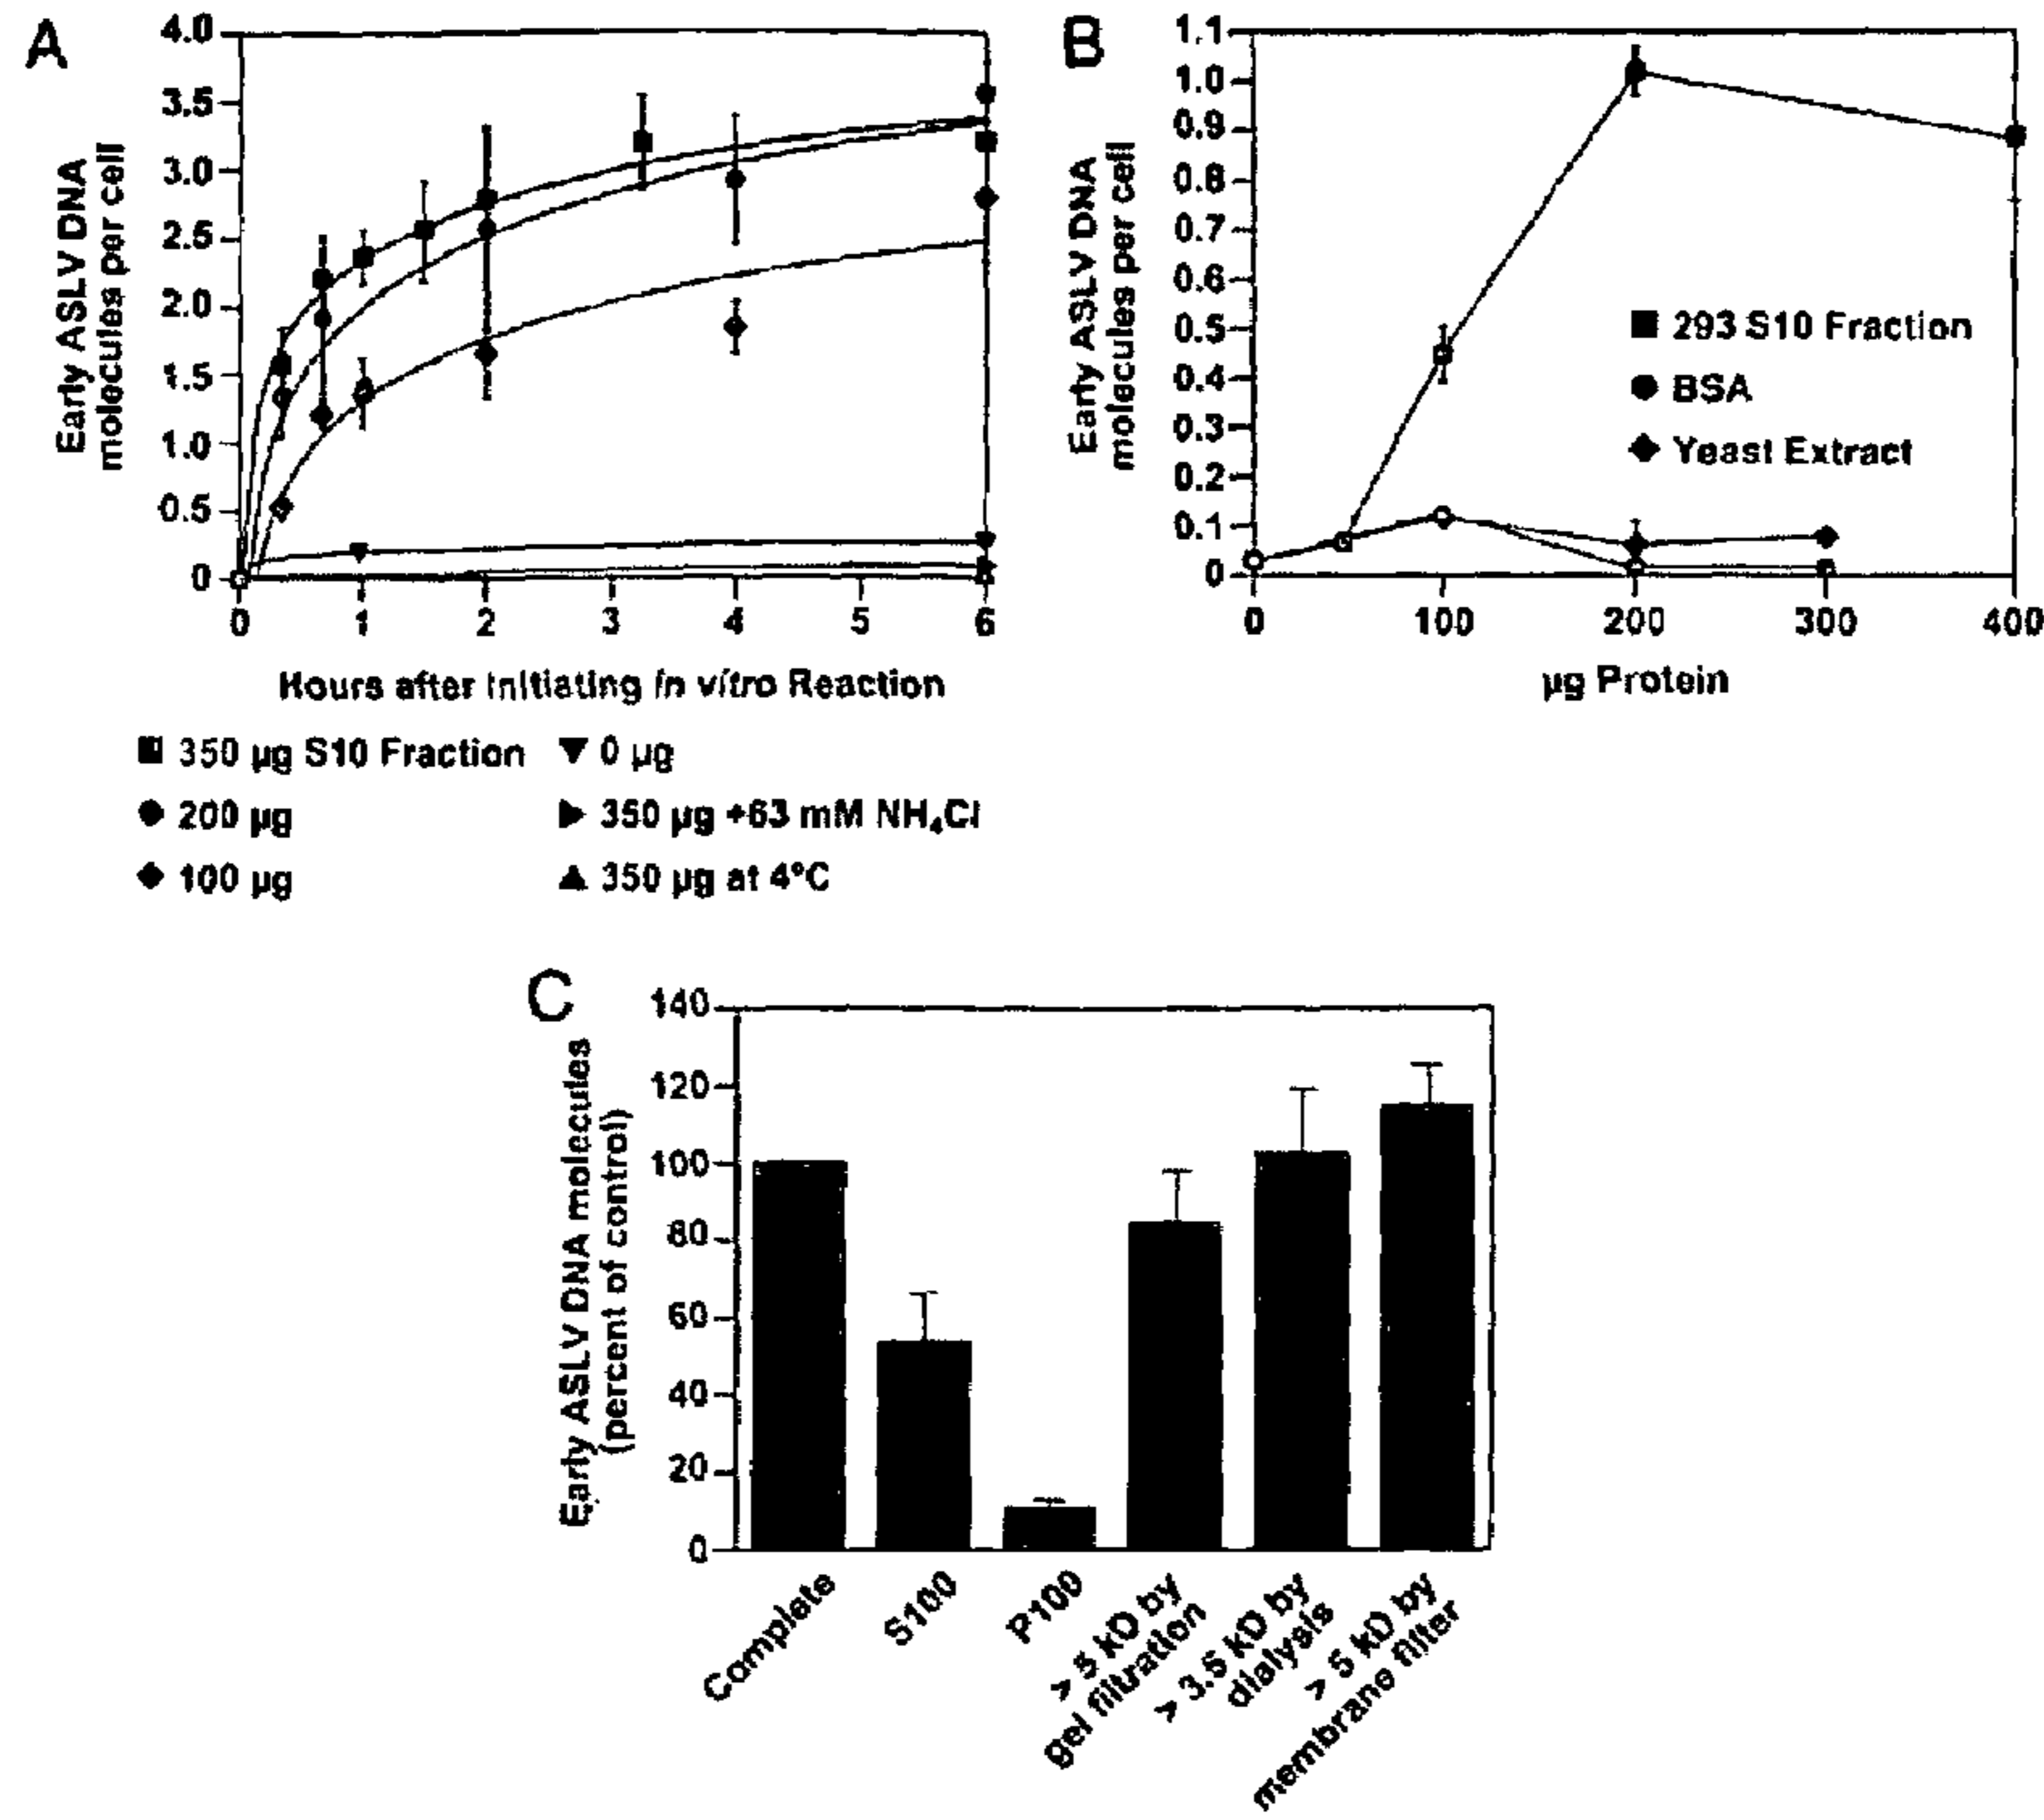 A
4.0
3.5
3.0
2.5
2.0
1.5
1.0
0.5
0
Early ASLV DNA
molecules per cell
0 1 2 3 4 5 6
Hours after Initiating in vitro Reaction
350 µg S10 Fraction
200 µg
100 µg
0 µg
350 µg +63 mM NH₄Cl
350 µg at 4°C
B
1.1
1.0
0.9
0.8
0.7
0.6
0.5
0.4
0.3
0.2
0.1
0
Early ASLV DNA
molecules per cell
293 S10 Fraction
BSA
Yeast Extract
0 100 200 300 400
µg Protein
C
140
120
100
80
60
40
20
0
Early ASLV DNA molecules
(percent of control)
Complete
S100
P100
> 5 kD by
gel filtration
> 3.5 kD by
dialysis
> 5 kD by
membrane filter